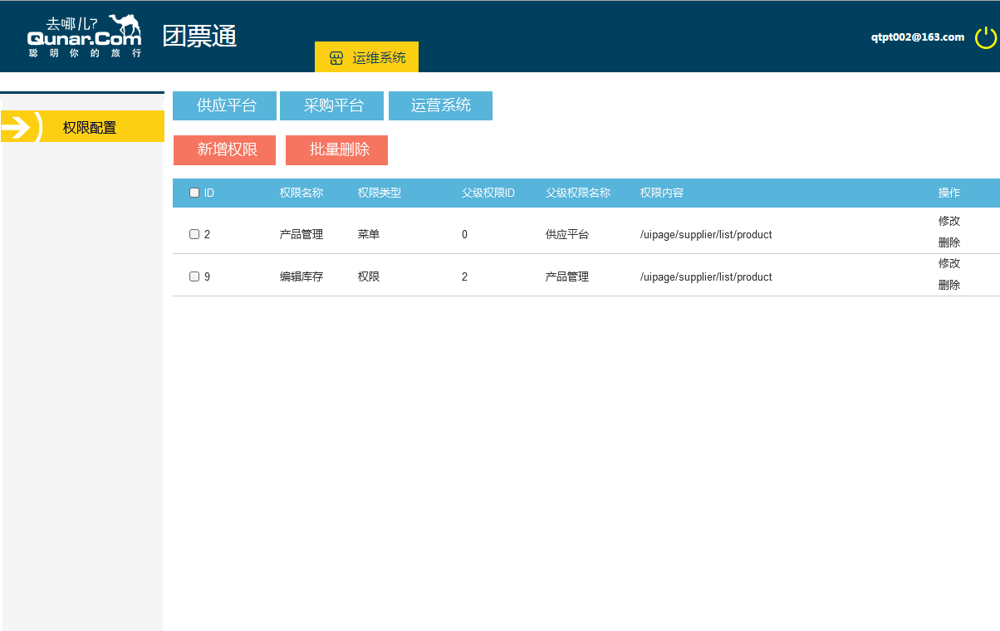 去哪儿?
Qunar.Com
聪明你的旅行
团票通
运维系统
qtpt002@163.com
权限配置
供应平台 采购平台 运营系统
新增权限 批量删除
ID 权限名称 权限类型 父级权限ID 父级权限名称 权限内容 操作
2 产品管理 菜单 0 供应平台 /uipage/supplier/list/product 修改
删除
9 编辑库存 权限 2 产品管理 /uipage/supplier/list/product 修改
删除